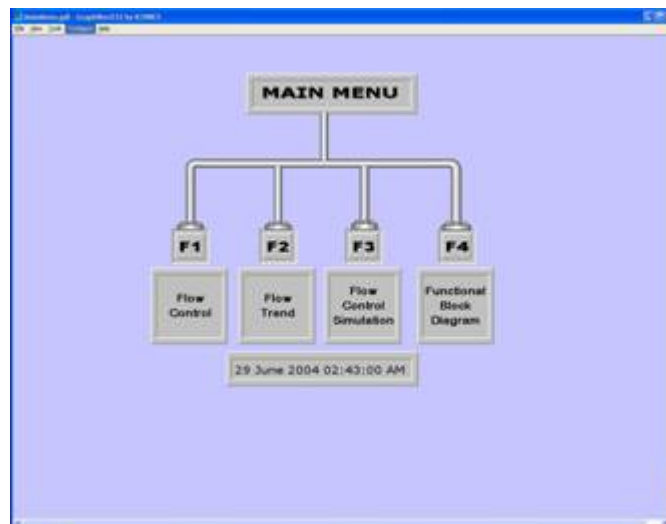 MAIN MENU
F1
F2
F3
F4
Flow
Control
Flow
Trend
Flow
Control
Simulation
Functional
Block
Diagram
29 June 2004 02:43:00 AM